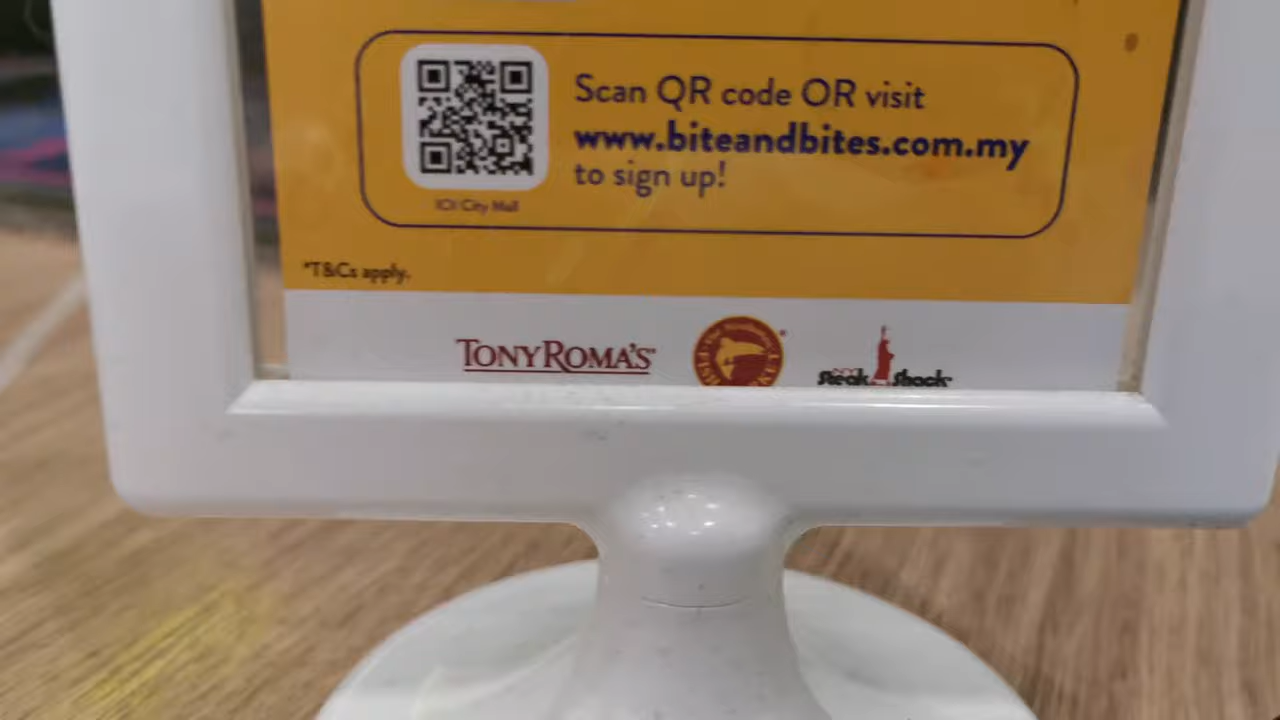 Scan QR code OR visit
www.biteandbites.com.my
to sign up!
IOI City Mall
*T&Cs apply.
TONY ROMA'S
Steak Shack